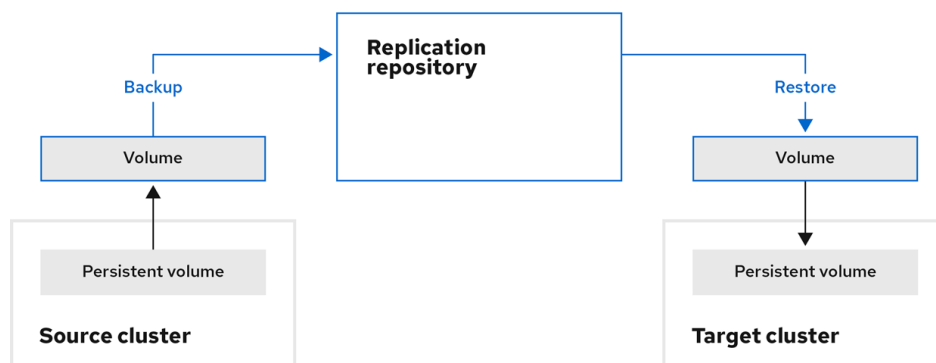 Replication
repository
Backup
Restore
Volume
Volume
Persistent volume
Persistent volume
Source cluster
Target cluster